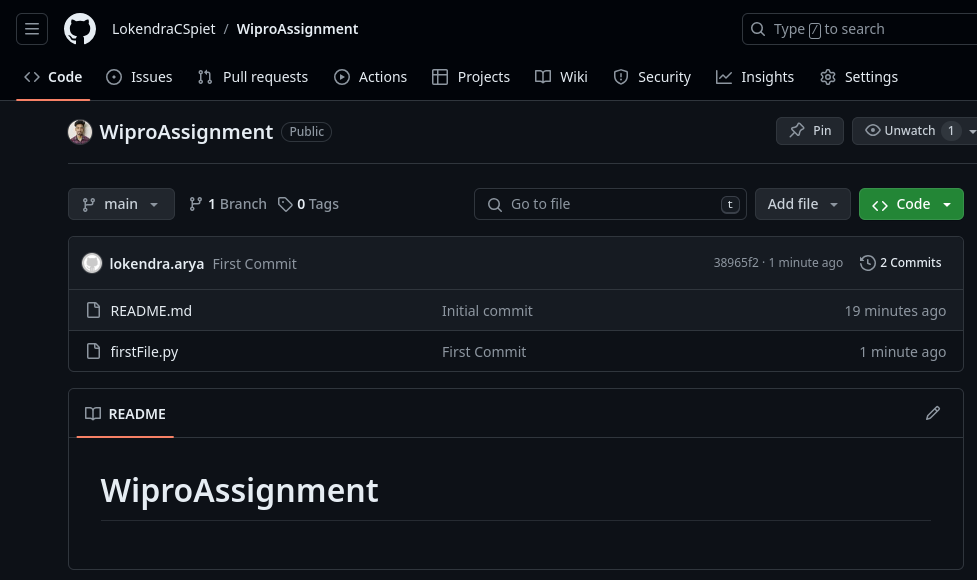 LokendraCSpiet / WiproAssignment
Type / to search
Code Issues Pull requests Actions Projects Wiki Security Insights Settings
WiproAssignment Public
Pin Unwatch 1
main 1 Branch 0 Tags
Go to file t Add file Code
lokendra.arya First Commit 38965f2 · 1 minute ago 2 Commits
README.md Initial commit 19 minutes ago
firstFile.py First Commit 1 minute ago
README
WiproAssignment